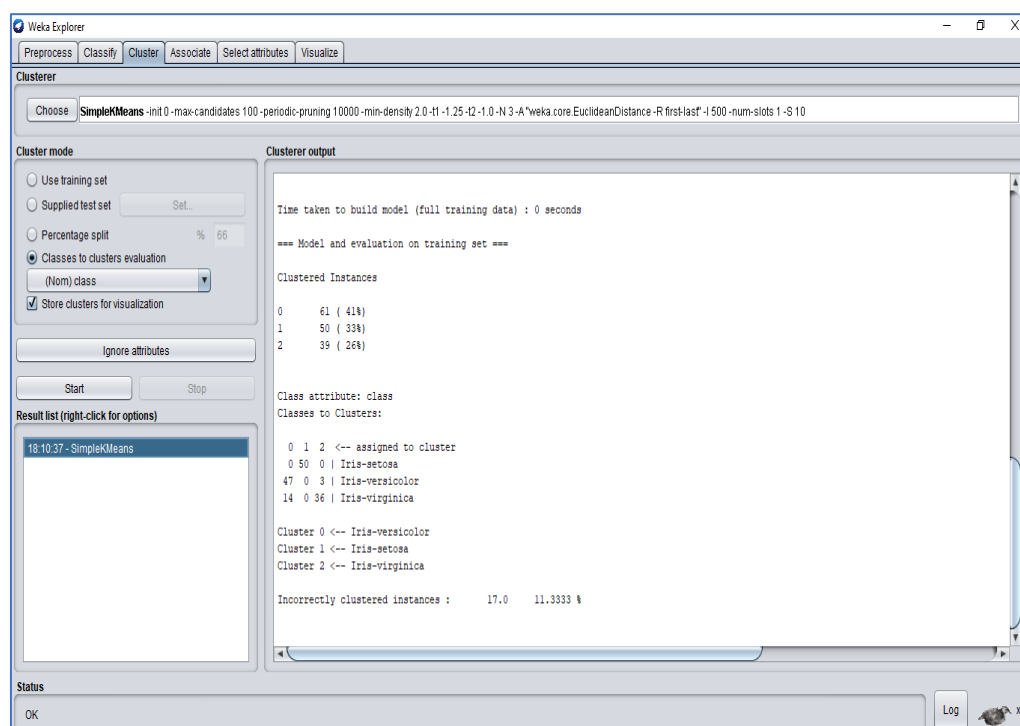 Weka Explorer
Preprocess Classify Cluster Associate Select attributes Visualize
Clusterer
Choose SimpleKMeans -init 0 -max-candidates 100 -periodic-pruning 10000 -min-density 2.0 -t1 -1.25 -t2 -1.0 -N 3 -A "weka.core.EuclideanDistance -R first-last" -I 500 -num-slots 1 -S 10
Cluster mode
Use training set
Supplied test set Set...
Percentage split % 66
Classes to clusters evaluation
(Nom) class
Store clusters for visualization
Ignore attributes
Start Stop
Result list (right-click for options)
18:10:37 - SimpleKMeans
Clusterer output
Time taken to build model (full training data) : 0 seconds
=== Model and evaluation on training set ===
Clustered Instances
0 61 ( 41%)
1 50 ( 33%)
2 39 ( 26%)
Class attribute: class
Classes to Clusters:
0 1 2 <-- assigned to cluster
0 50 0 | Iris-setosa
47 0 3 | Iris-versicolor
14 0 36 | Iris-virginica
Cluster 0 <-- Iris-versicolor
Cluster 1 <-- Iris-setosa
Cluster 2 <-- Iris-virginica
Incorrectly clustered instances : 17.0 11.3333 %
Status
OK
Log
x